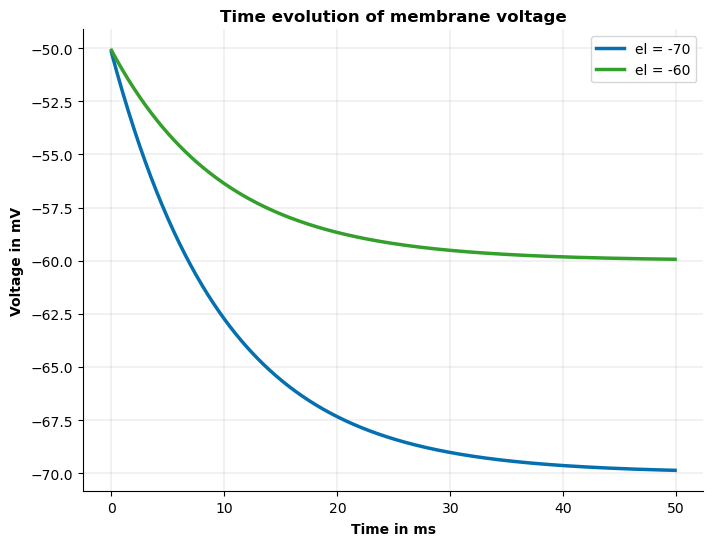 Time evolution of membrane voltage
el = -70
el = -60
Voltage in mV
−50.0
−52.5
−55.0
−57.5
−60.0
−62.5
−65.0
−67.5
−70.0
0 10 20 30 40 50
Time in ms